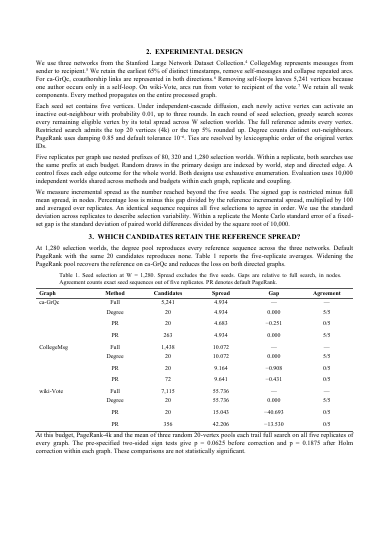 2. EXPERIMENTAL DESIGN
We use three networks from the Stanford Large Network Dataset Collection.⁴ CollegeMsg represents messages from
sender to recipient.⁵ We retain the earliest 65% of distinct timestamps, remove self-messages and collapse repeated arcs.
For ca-GrQc, coauthorship links are represented in both directions.⁶ Removing self-loops leaves 5,241 vertices because
one author occurs only in a self-loop. On wiki-Vote, arcs run from voter to recipient of the vote.⁷ We retain all weak
components. Every method propagates on the entire processed graph.
Each seed set contains five vertices. Under independent-cascade diffusion, each newly active vertex can activate an
inactive out-neighbour with probability 0.01, up to three rounds. In each round of seed selection, greedy search scores
every remaining eligible vertex by its total spread across W selection worlds. The full reference admits every vertex.
Restricted search admits the top 20 vertices (4k) or the top 5% rounded up. Degree counts distinct out-neighbours.
PageRank uses damping 0.85 and default tolerance 10⁻⁶. Ties are resolved by lexicographic order of the original vertex
IDs.
Five replicates per graph use nested prefixes of 80, 320 and 1,280 selection worlds. Within a replicate, both searches
use the same prefix at each budget. Random draws in the primary design are indexed by world, step and directed edge. A
control fixes each edge outcome for the whole world. Both designs use exhaustive enumeration. Evaluation uses 10,000
independent worlds shared across methods and budgets within each graph, replicate and coupling.
We measure incremental spread as the number reached beyond the five seeds. The signed gap is restricted minus full
mean spread, in nodes. Percentage loss is minus this gap divided by the reference incremental spread, multiplied by 100
and averaged over replicates. An identical sequence requires all five selections to agree in order. We use the standard
deviation across replicates to describe selection variability. Within a replicate the Monte Carlo standard error of a fixed-
set gap is the standard deviation of paired world differences divided by the square root of 10,000.
3. WHICH CANDIDATES RETAIN THE REFERENCE SPREAD?
At 1,280 selection worlds, the degree pool reproduces every reference sequence across the three networks. Default
PageRank with the same 20 candidates reproduces none. Table 1 reports the five-replicate averages. Widening the
PageRank pool recovers the reference on ca-GrQc and reduces the loss on both directed graphs.
Table 1. Seed selection at W = 1,280. Spread excludes the five seeds. Gaps are relative to full search, in nodes.
Agreement counts exact seed sequences out of five replicates. PR denotes default PageRank.
Graph Method Candidates Spread Gap Agreement
ca-GrQc Full 5,241 4.934 — —
Degree 20 4.934 0.000 5/5
PR 20 4.683 −0.251 0/5
PR 263 4.934 0.000 5/5
CollegeMsg Full 1,438 10.072 — —
Degree 20 10.072 0.000 5/5
PR 20 9.164 −0.908 0/5
PR 72 9.641 −0.431 0/5
wiki-Vote Full 7,115 55.736 — —
Degree 20 55.736 0.000 5/5
PR 20 15.043 −40.693 0/5
PR 356 42.206 −13.530 0/5
At this budget, PageRank-4k and the mean of three random 20-vertex pools each trail full search on all five replicates of
every graph. The pre-specified two-sided sign tests give p = 0.0625 before correction and p = 0.1875 after Holm
correction within each graph. These comparisons are not statistically significant.